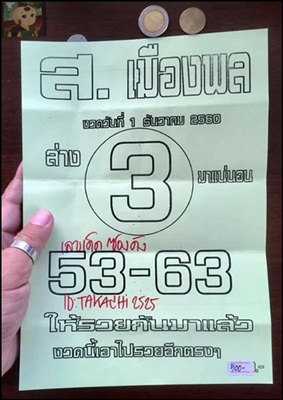 ส. เมืองพล
งวดวันที่ 1 ธันวาคม 2560
ล่าง 3 มาแน่นอน
เลขเด็ด ซองดัง
53-63
ID: TAKACHI 2525
ให้รวยกันมาแล้ว
งวดนี้เอาไปรวยอีกตรงๆ
500.-